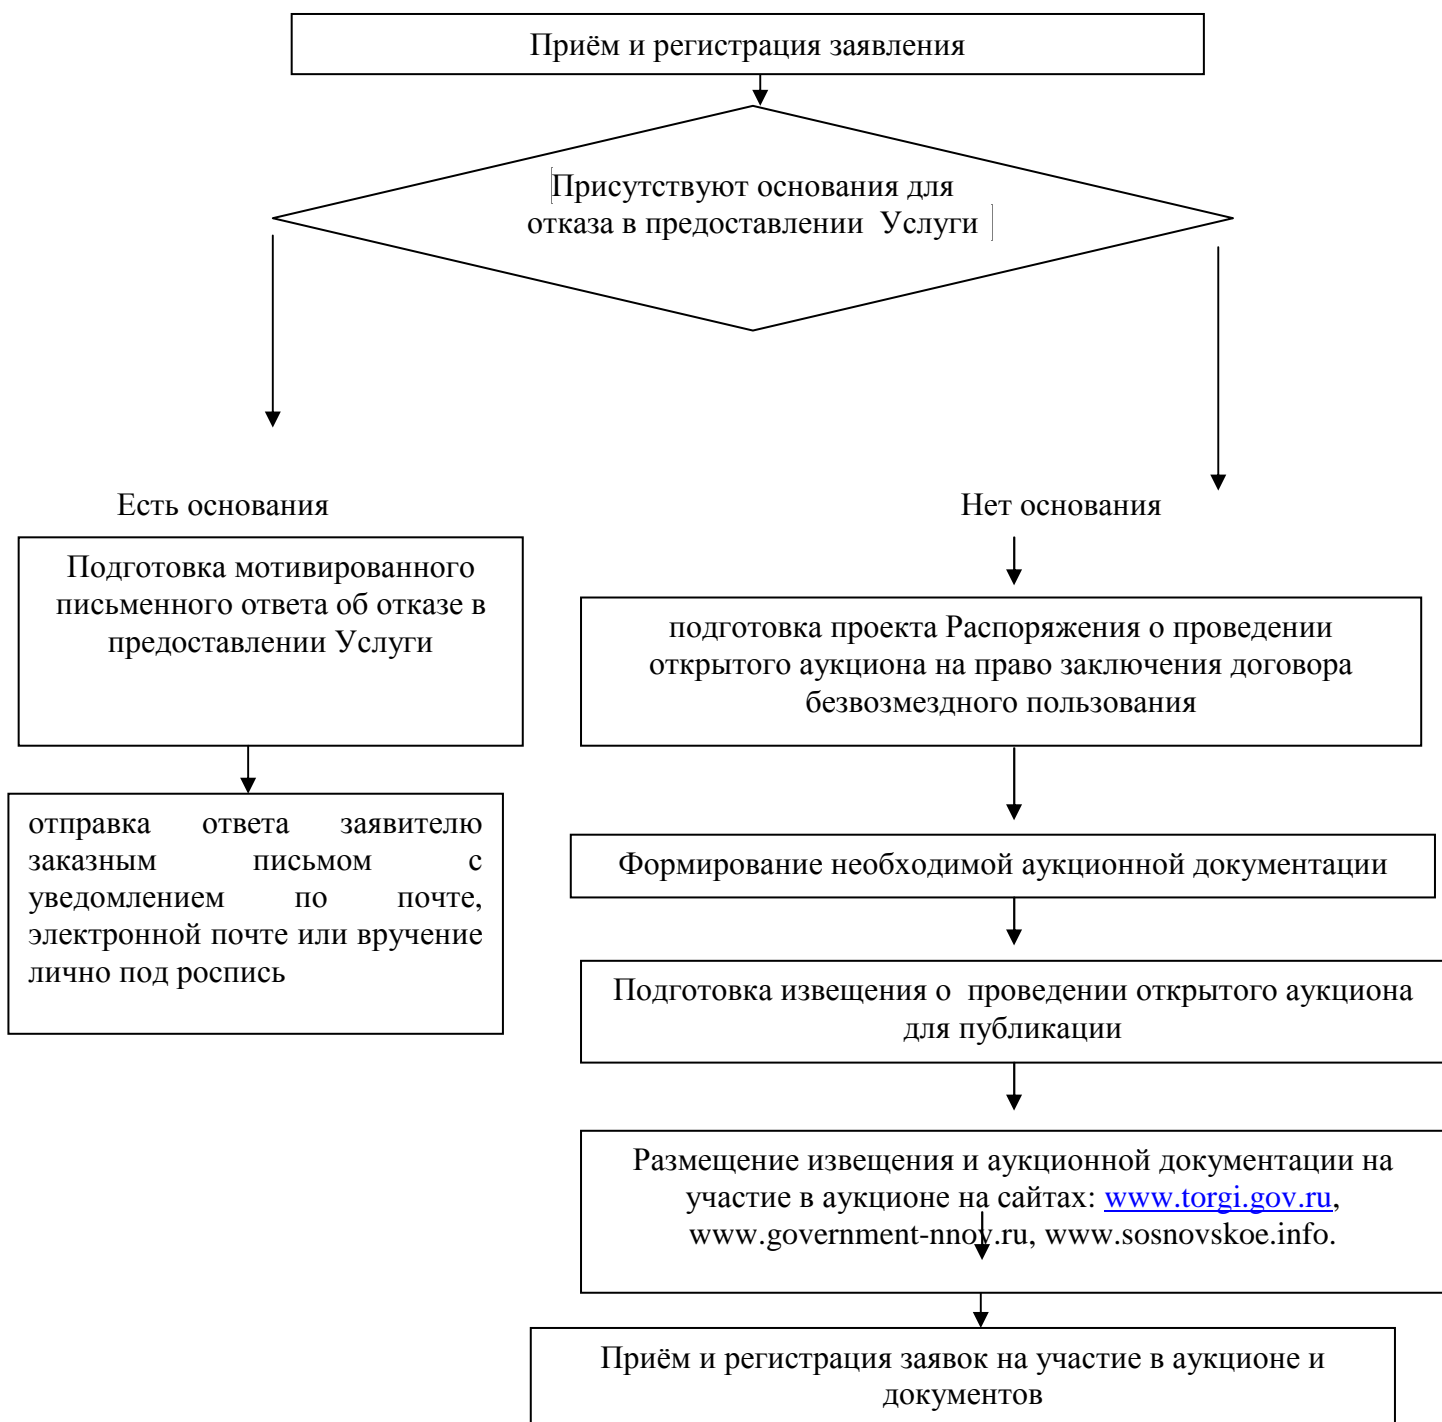 Приём и регистрация заявления
Присутствуют основания для
отказа в предоставлении Услуги
Есть основания
Нет основания
Подготовка мотивированного
письменного ответа об отказе в
предоставлении Услуги
подготовка проекта Распоряжения о проведении
открытого аукциона на право заключения договора
безвозмездного пользования
отправка ответа заявителю
заказным письмом с
уведомлением по почте,
электронной почте или вручение
лично под роспись
Формирование необходимой аукционной документации
Подготовка извещения о проведении открытого аукциона
для публикации
Размещение извещения и аукционной документации на
участие в аукционе на сайтах: www.torgi.gov.ru,
www.government-nnov.ru, www.sosnovskoe.info.
Приём и регистрация заявок на участие в аукционе и
документов